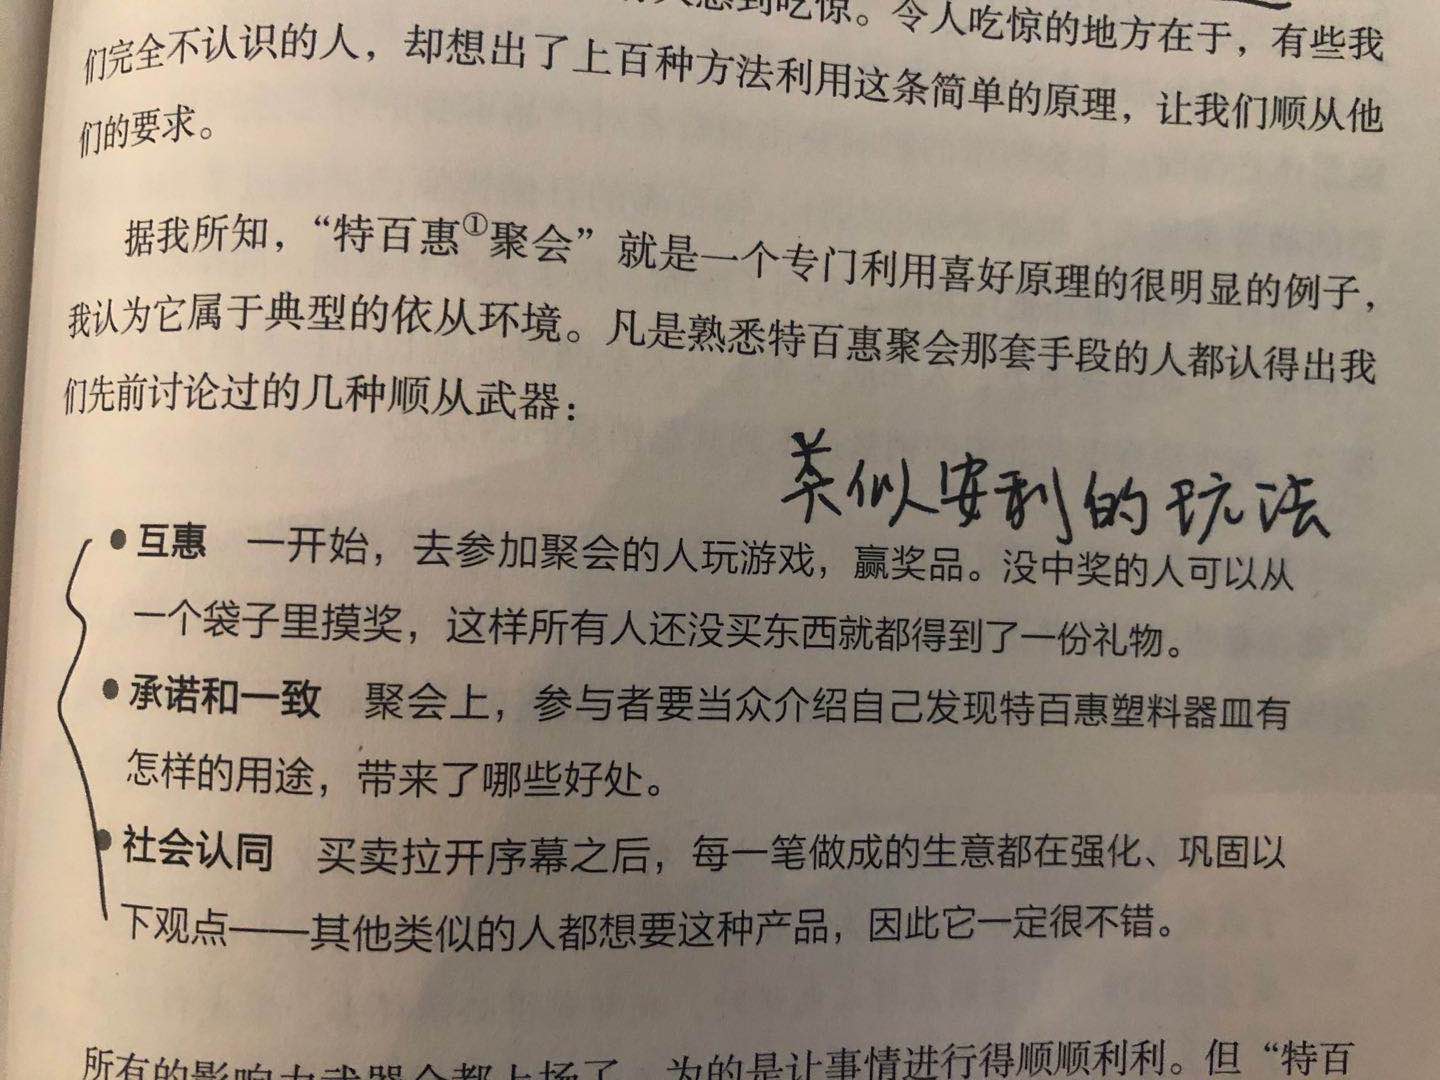 感到吃惊。令人吃惊的地方在于，有些我
们完全不认识的人，却想出了上百种方法利用这条简单的原理，让我们顺从他
们的要求。
据我所知，“特百惠①聚会”就是一个专门利用喜好原理的很明显的例子，
我认为它属于典型的依从环境。凡是熟悉特百惠聚会那套手段的人都认得出我
们先前讨论过的几种顺从武器：
类似安利的玩法
●互惠 一开始，去参加聚会的人玩游戏，赢奖品。没中奖的人可以从
一个袋子里摸奖，这样所有人还没买东西就都得到了一份礼物。
●承诺和一致 聚会上，参与者要当众介绍自己发现特百惠塑料器皿有
怎样的用途，带来了哪些好处。
●社会认同 买卖拉开序幕之后，每一笔做成的生意都在强化、巩固以
下观点——其他类似的人都想要这种产品，因此它一定很不错。
所有的影响力武器全都上场了，为的是让事情进行得顺顺利利。但“特百